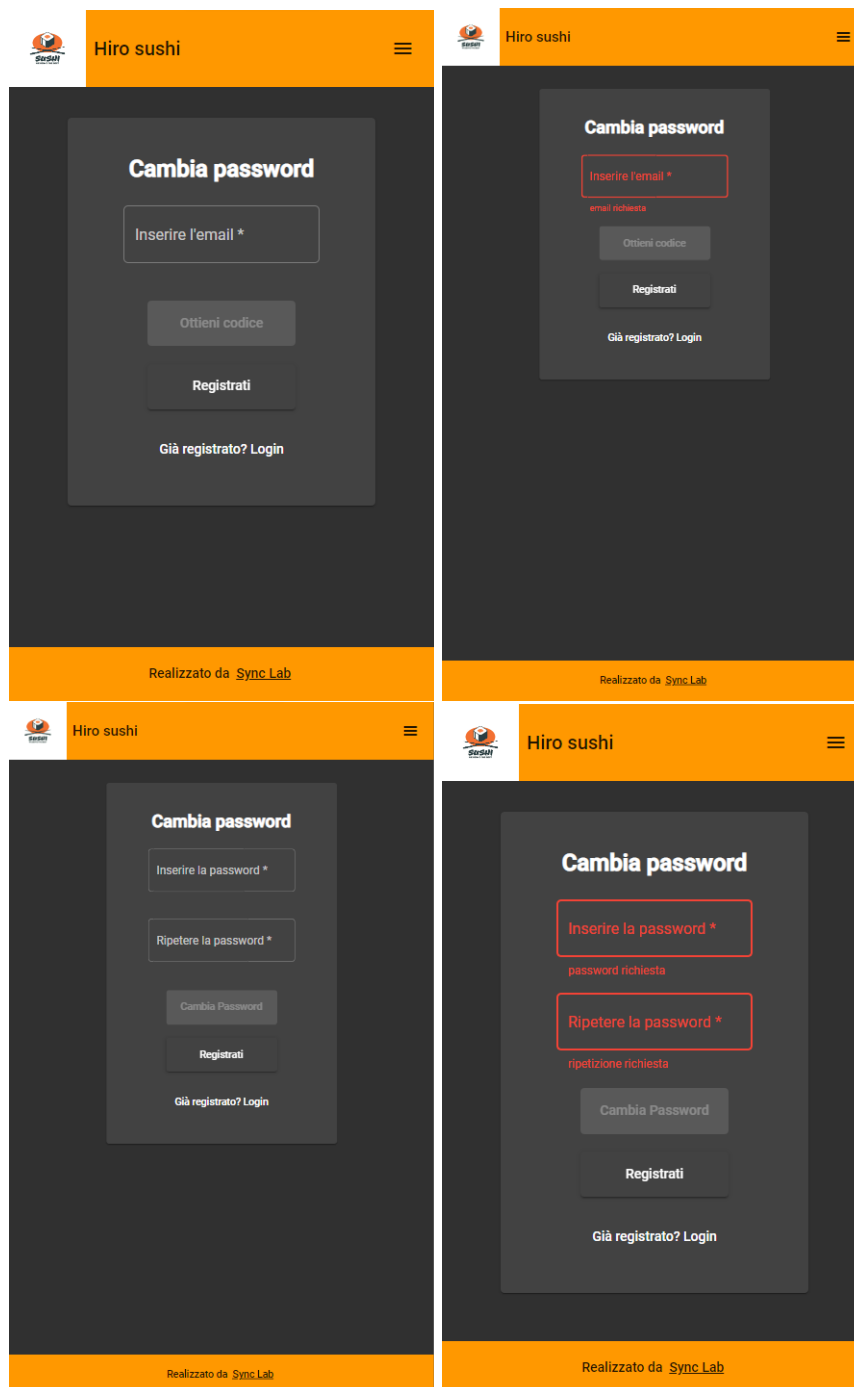 SUSHI
Hiro sushi
Cambia password
Inserire l'email *
Ottieni codice
Registrati
Già registrato? Login
Realizzato da Sync Lab
SUSHI
Hiro sushi
Cambia password
Inserire l'email *
email richiesta
Ottieni codice
Registrati
Già registrato? Login
Realizzato da Sync Lab
SUSHI
Hiro sushi
Cambia password
Inserire la password *
Ripetere la password *
Cambia Password
Registrati
Già registrato? Login
Realizzato da Sync Lab
SUSHI
Hiro sushi
Cambia password
Inserire la password *
password richiesta
Ripetere la password *
ripetizione richiesta
Cambia Password
Registrati
Già registrato? Login
Realizzato da Sync Lab